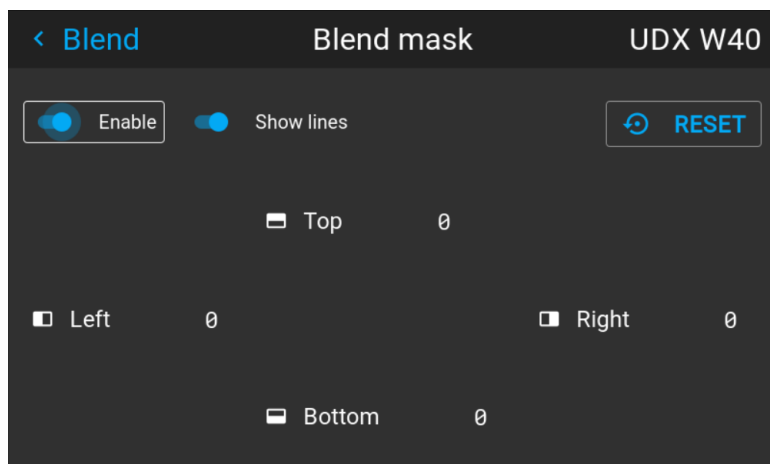 Blend Blend mask UDX W40
Enable Show lines RESET
Top 0
Left 0 Right 0
Bottom 0